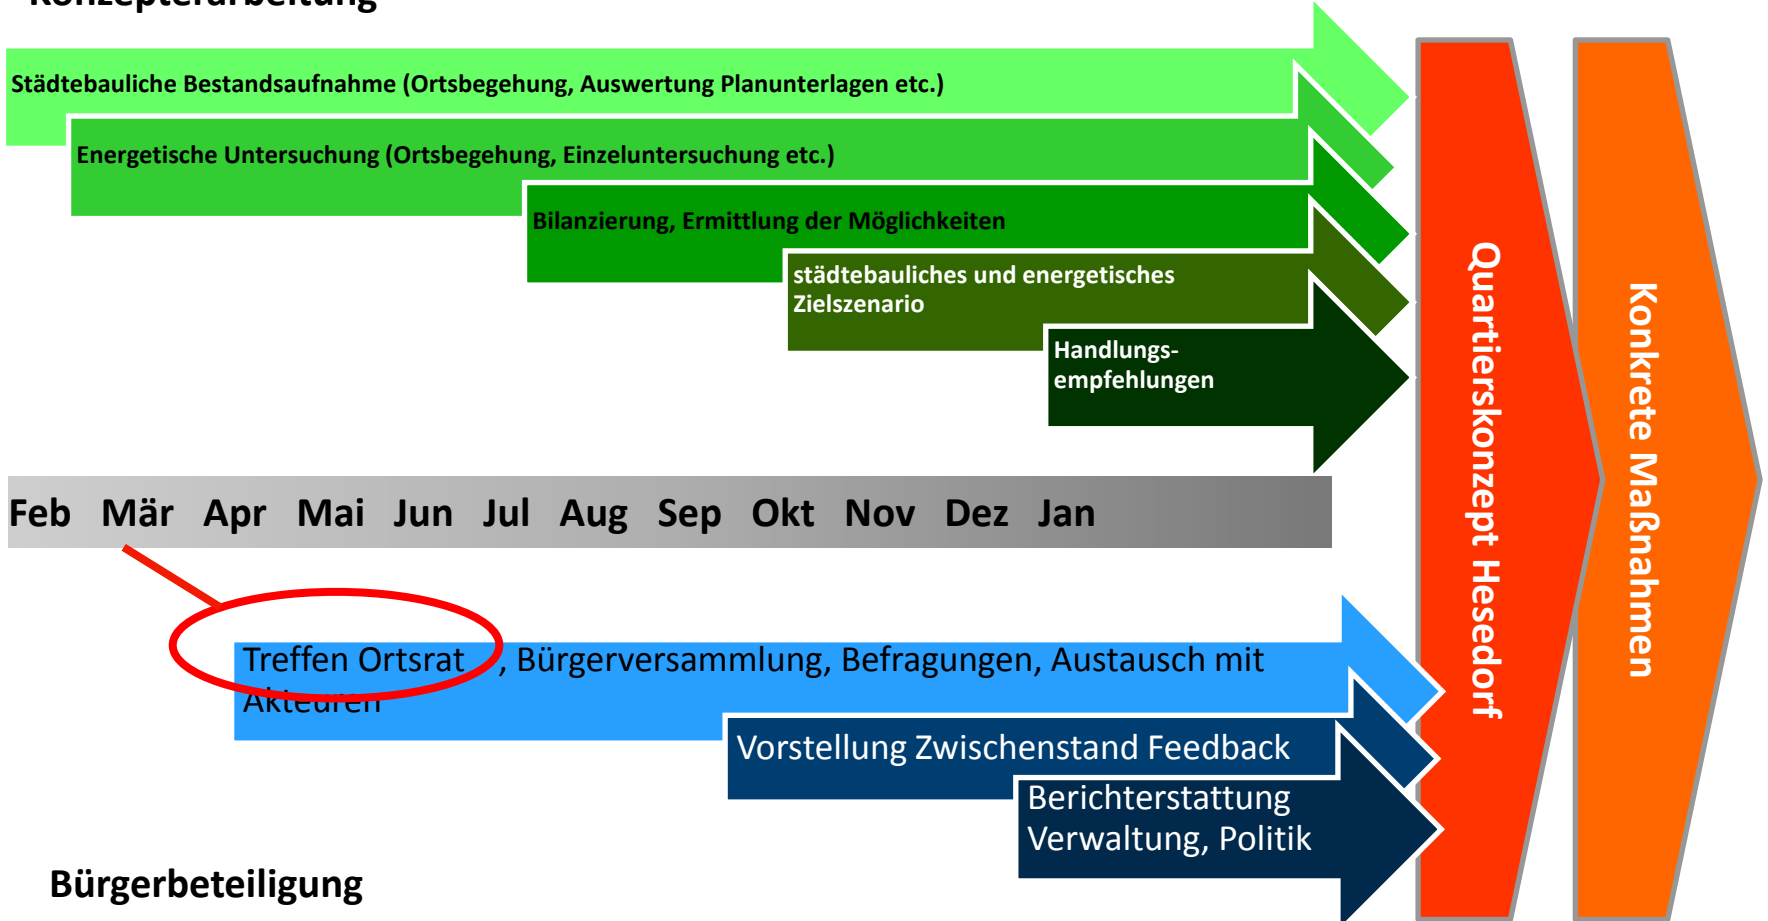 Konzepterarbeitung
Städtebauliche Bestandsaufnahme (Ortsbegehung, Auswertung Planunterlagen etc.)
Energetische Untersuchung (Ortsbegehung, Einzeluntersuchung etc.)
Bilanzierung, Ermittlung der Möglichkeiten
städtebauliches und energetisches
Zielszenario
Handlungs-
empfehlungen
Feb Mär Apr Mai Jun Jul Aug Sep Okt Nov Dez Jan
Treffen Ortsrat , Bürgerversammlung, Befragungen, Austausch mit
Akteuren
Vorstellung Zwischenstand Feedback
Berichterstattung
Verwaltung, Politik
Bürgerbeteiligung
Quartierskonzept Hesedorf
Konkrete Maßnahmen